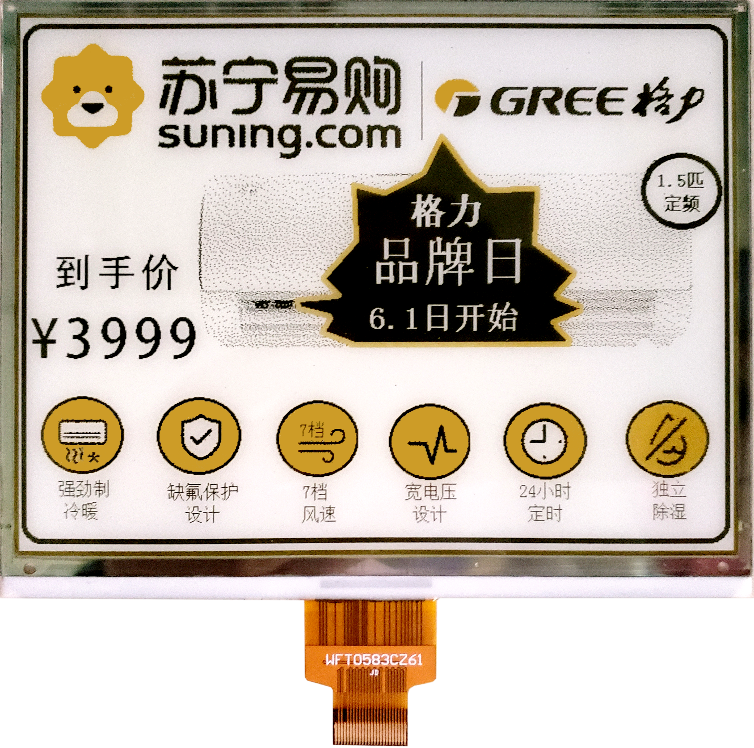 苏宁易购
suning.com
GREE 格力
1.5匹
定频
格力
品牌日
6.1日开始
到手价
¥3999
7档
强劲制
冷暖
缺氟保护
设计
7档
风速
宽电压
设计
24小时
定时
独立
除湿
WFT0583CZ61
JD